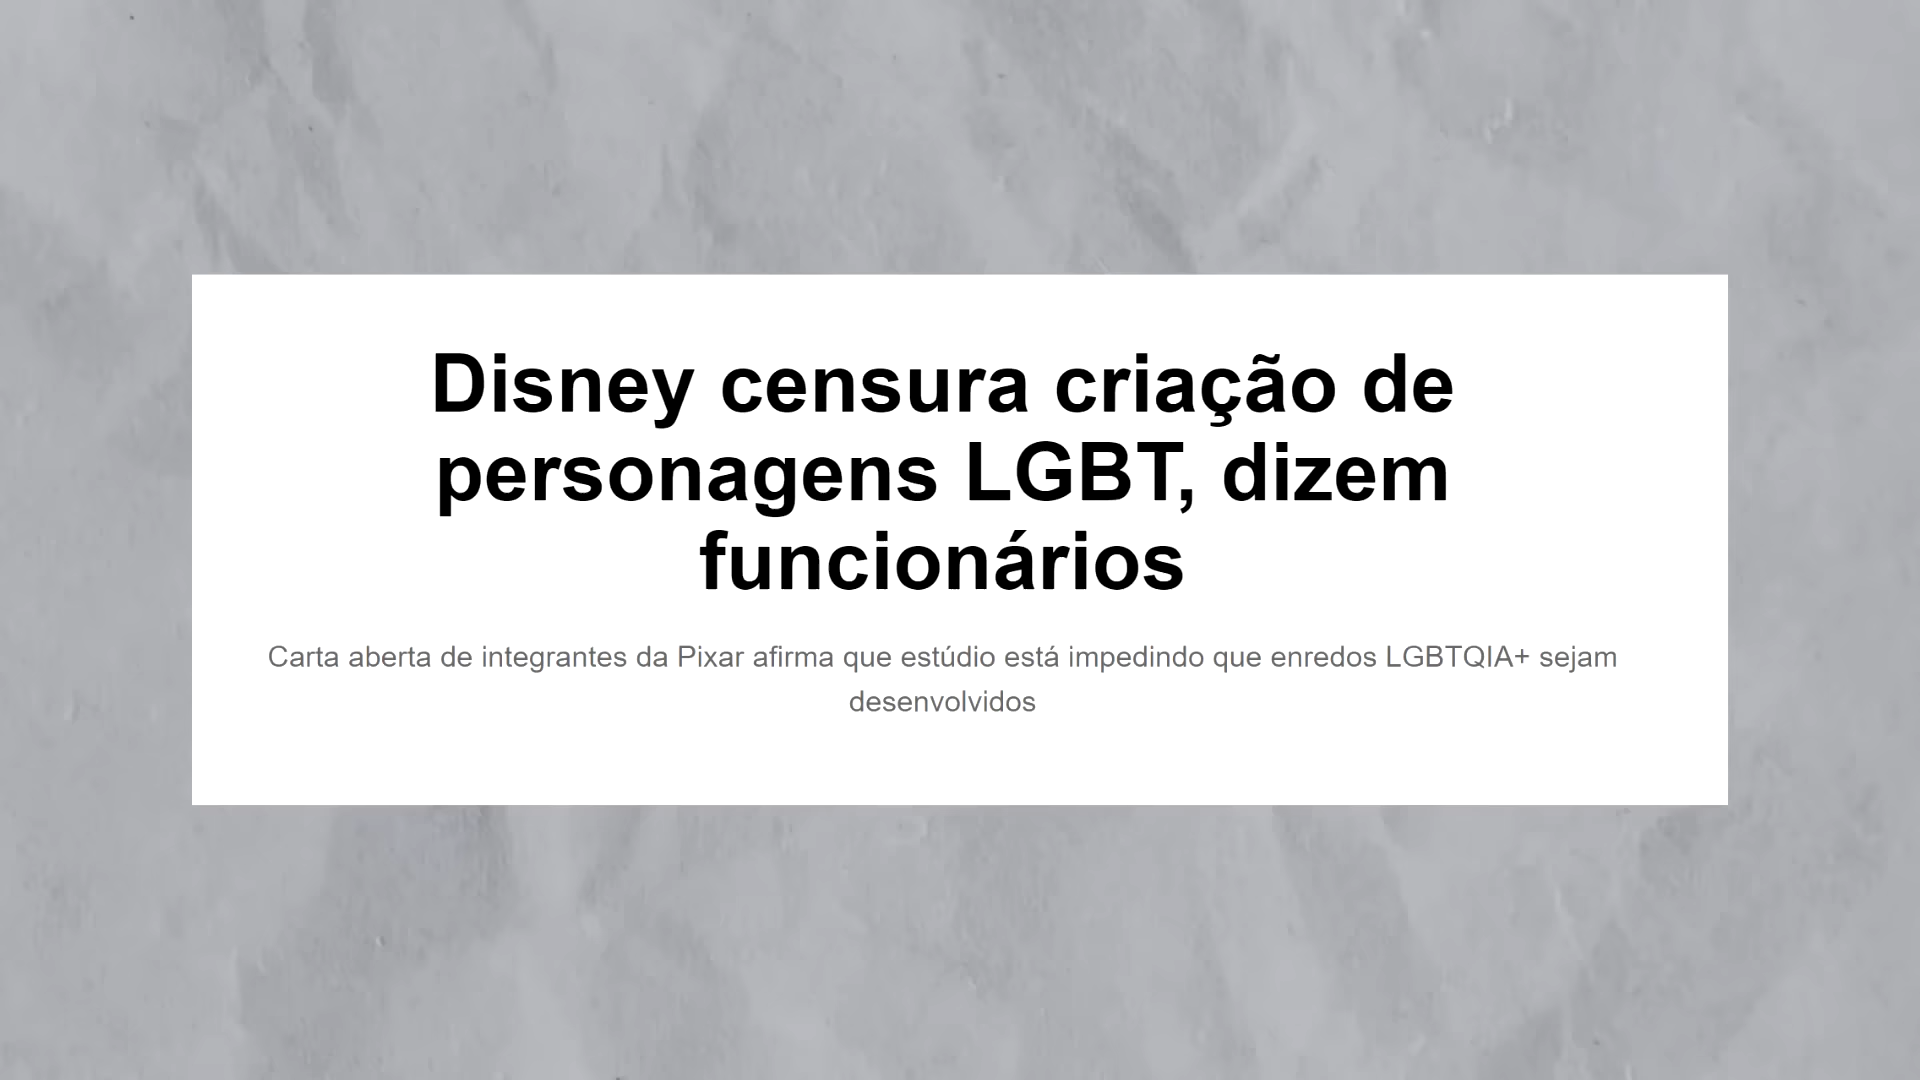 Disney censura criação de
personagens LGBT, dizem
funcionários
Carta aberta de integrantes da Pixar afirma que estúdio está impedindo que enredos LGBTQIA+ sejam
desenvolvidos